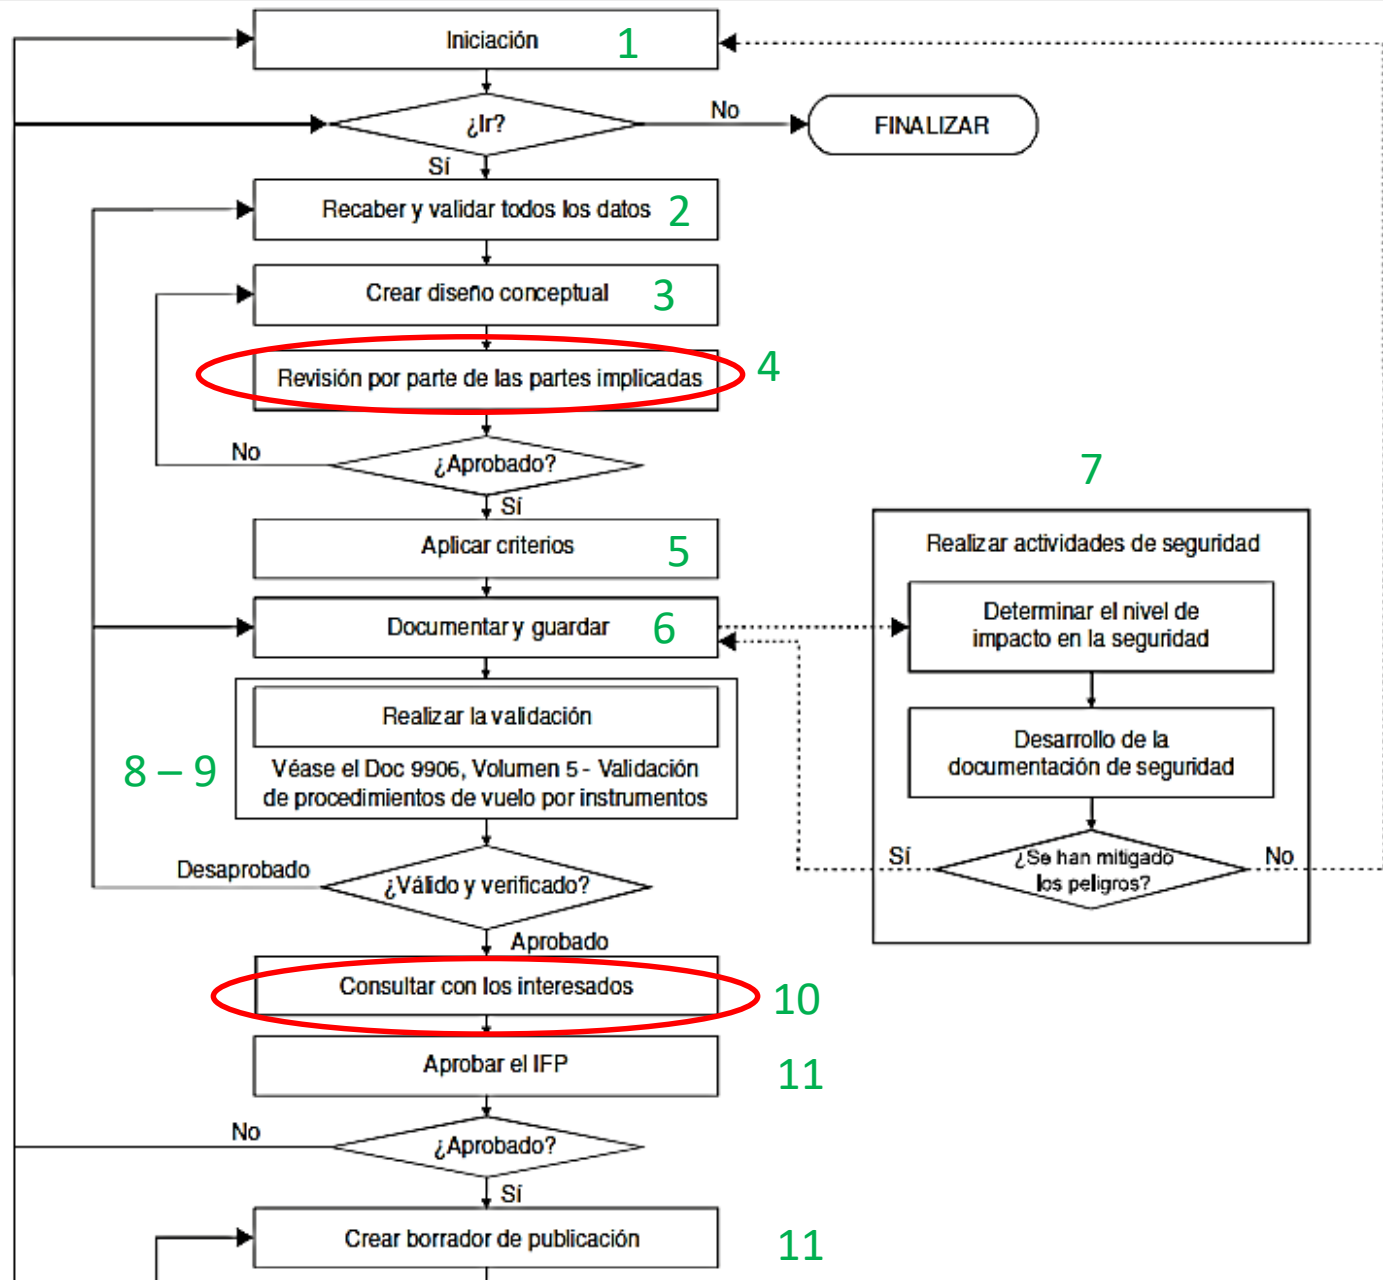 Iniciación 1
¿Ir?
No
FINALIZAR
Sí
Recaber y validar todos los datos 2
Crear diseño conceptual 3
Revisión por parte de las partes implicadas 4
No
¿Aprobado?
Sí
Aplicar criterios 5
Documentar y guardar 6
7
Realizar actividades de seguridad
Determinar el nivel de
impacto en la seguridad
Desarrollo de la
documentación de seguridad
Sí
¿Se han mitigado
los peligros?
No
8 – 9
Realizar la validación
Véase el Doc 9906, Volumen 5 - Validación
de procedimientos de vuelo por instrumentos
Desaprobado
¿Válido y verificado?
Aprobado
Consultar con los interesados 10
Aprobar el IFP 11
No
¿Aprobado?
Sí
Crear borrador de publicación 11